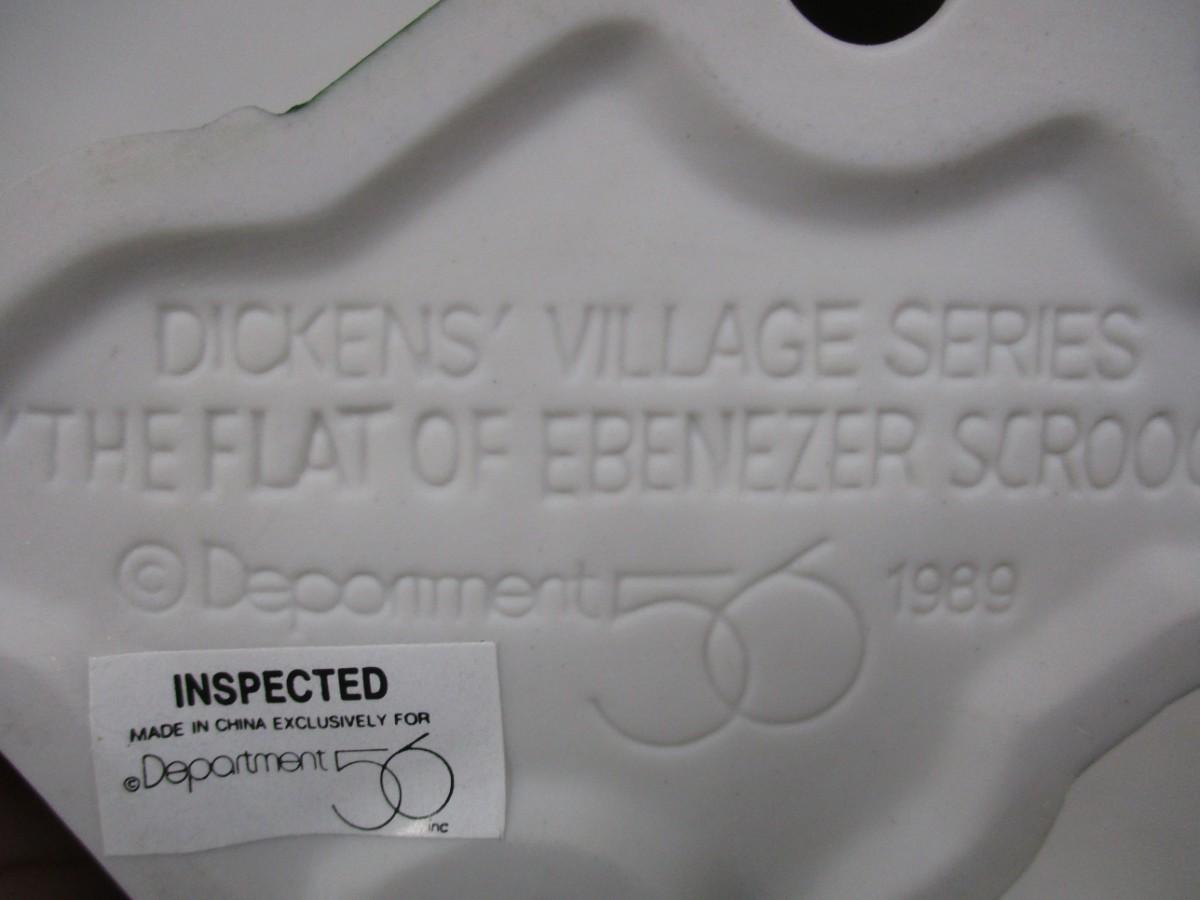 DICKENS' VILLAGE SERIES
"THE FLAT OF EBENEZER SCROOG
© Department 56 1989
INSPECTED
MADE IN CHINA EXCLUSIVELY FOR
©Department 56
inc